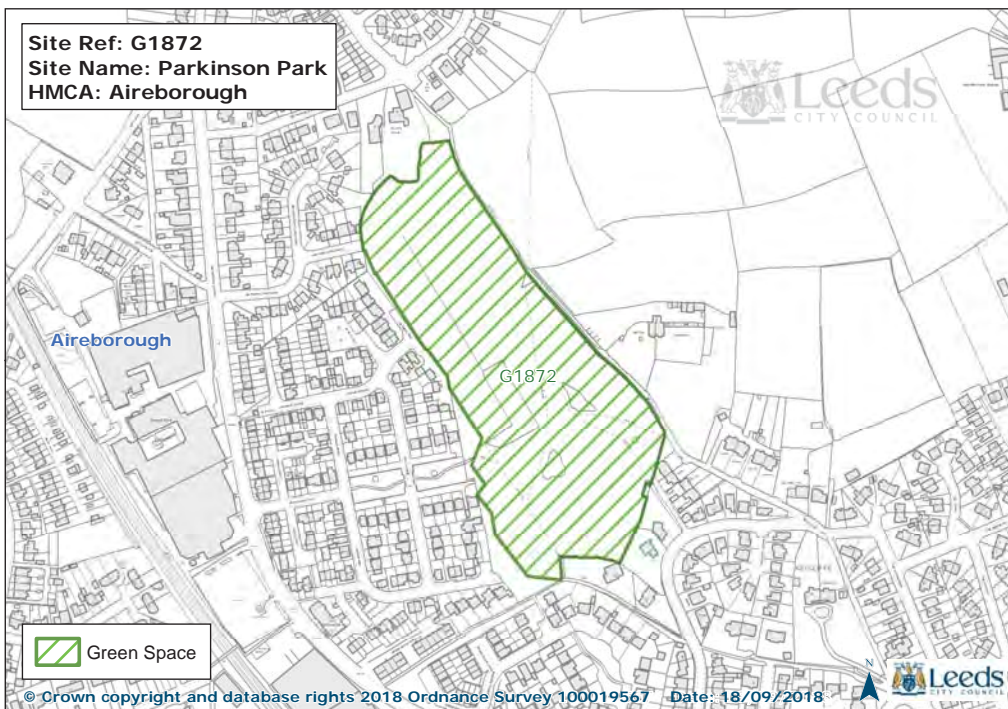 Site Ref: G1872
Site Name: Parkinson Park
HMCA: Aireborough
Leeds
CITY COUNCIL
Aireborough
G1872
Green Space
N
© Crown copyright and database rights 2018 Ordnance Survey 100019567 Date: 18/09/2018
Leeds
CITY COUNCIL